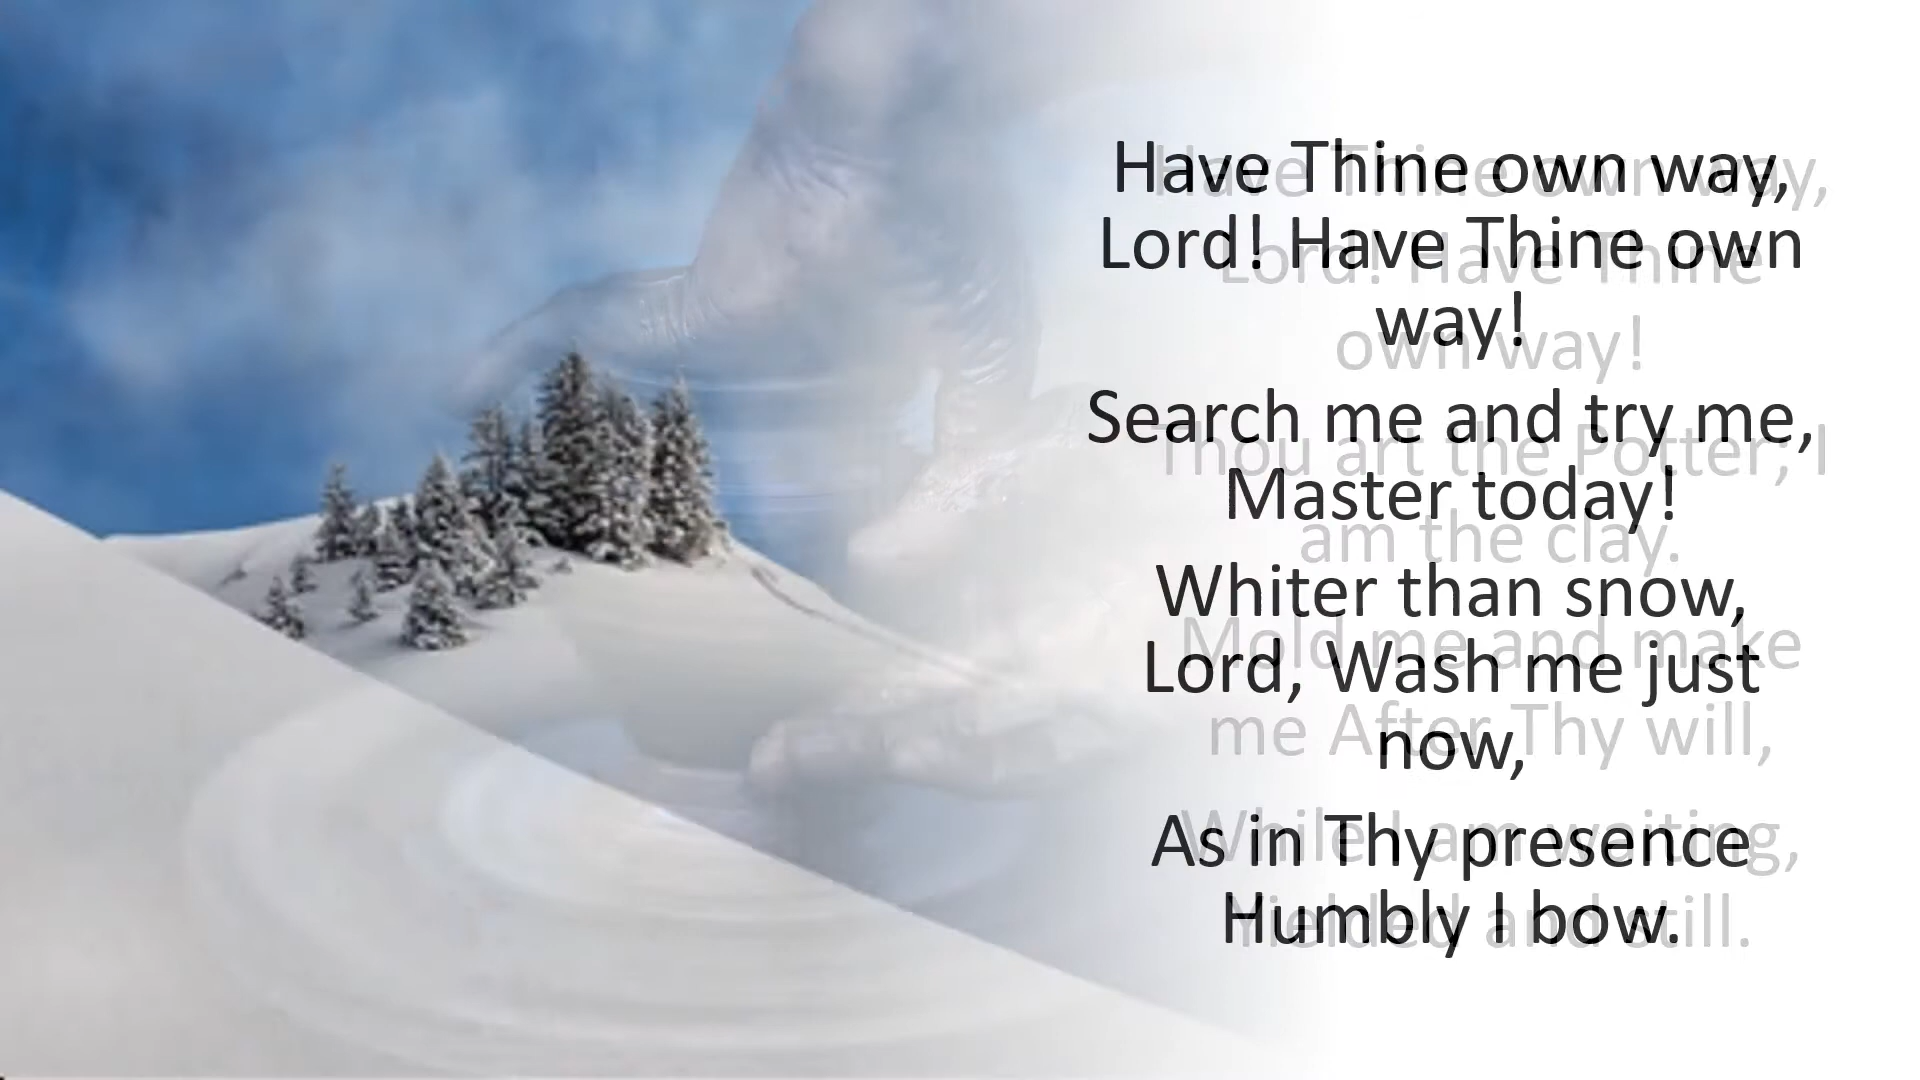 Have Thine own way,
Lord! Have Thine own
way!
Search me and try me,
Master today!
Whiter than snow,
Lord, Wash me just
now,
As in Thy presence
Humbly I bow.
Have Thine own way,
Lord! Have Thine
own way!
Thou art the Potter; I
am the clay.
Mold me and make
me After Thy will,
While I am waiting,
Yielded and still.